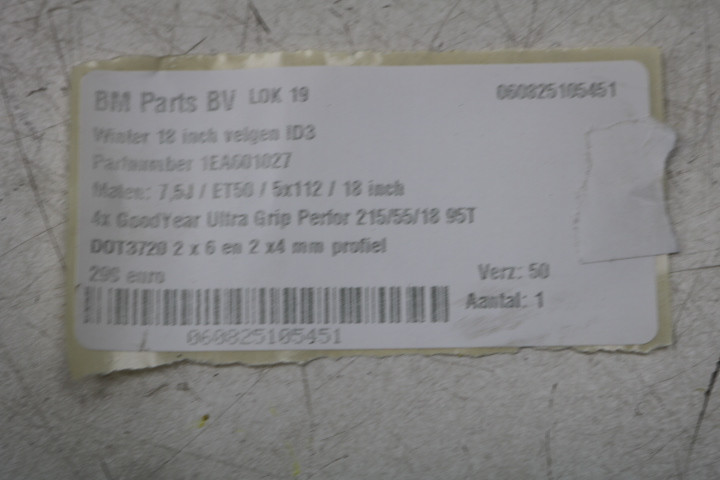 BM Parts BV LOK 19 060825105451
Winter 18 inch velgen ID3
Partnumber 1EA601027
Maten: 7,5J / ET50 / 5x112 / 18 inch
4x GoodYear Ultra Grip Perfor 215/55/18 95T
DOT3720 2 x 6 en 2 x4 mm profiel
295 euro Verz: 50
Aantal: 1
060825105451